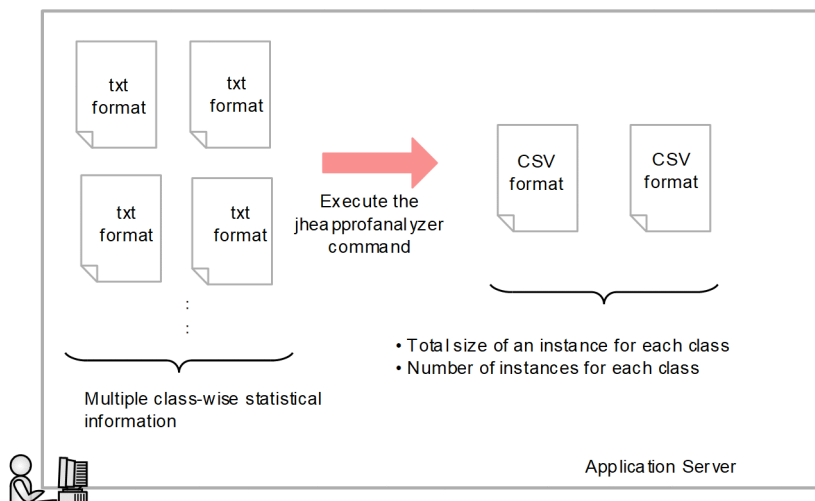 txt
format
txt
format
txt
format
txt
format
:
:
Multiple class-wise statistical
information
Execute the
jheapprofanalyzer
command
CSV
format
CSV
format
• Total size of an instance for each class
• Number of instances for each class
Application Server